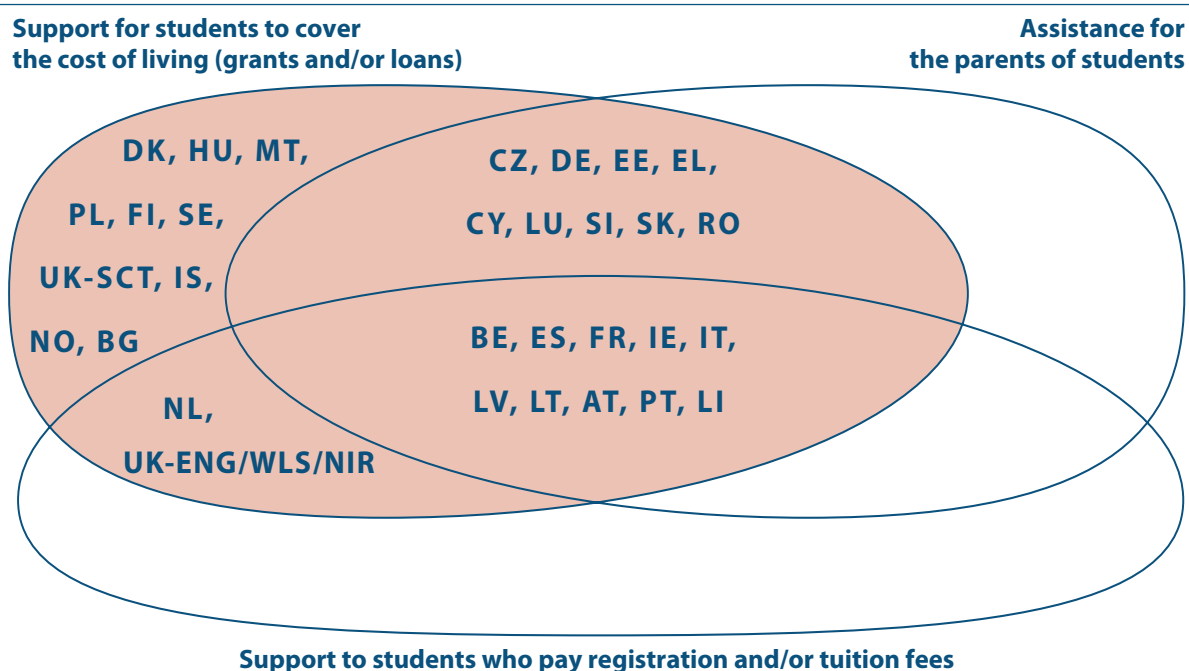 Support for students to cover
the cost of living (grants and/or loans)
Assistance for
the parents of students
DK, HU, MT,
PL, FI, SE,
UK-SCT, IS,
NO, BG
CZ, DE, EE, EL,
CY, LU, SI, SK, RO
BE, ES, FR, IE, IT,
LV, LT, AT, PT, LI
NL,
UK-ENG/WLS/NIR
Support to students who pay registration and/or tuition fees